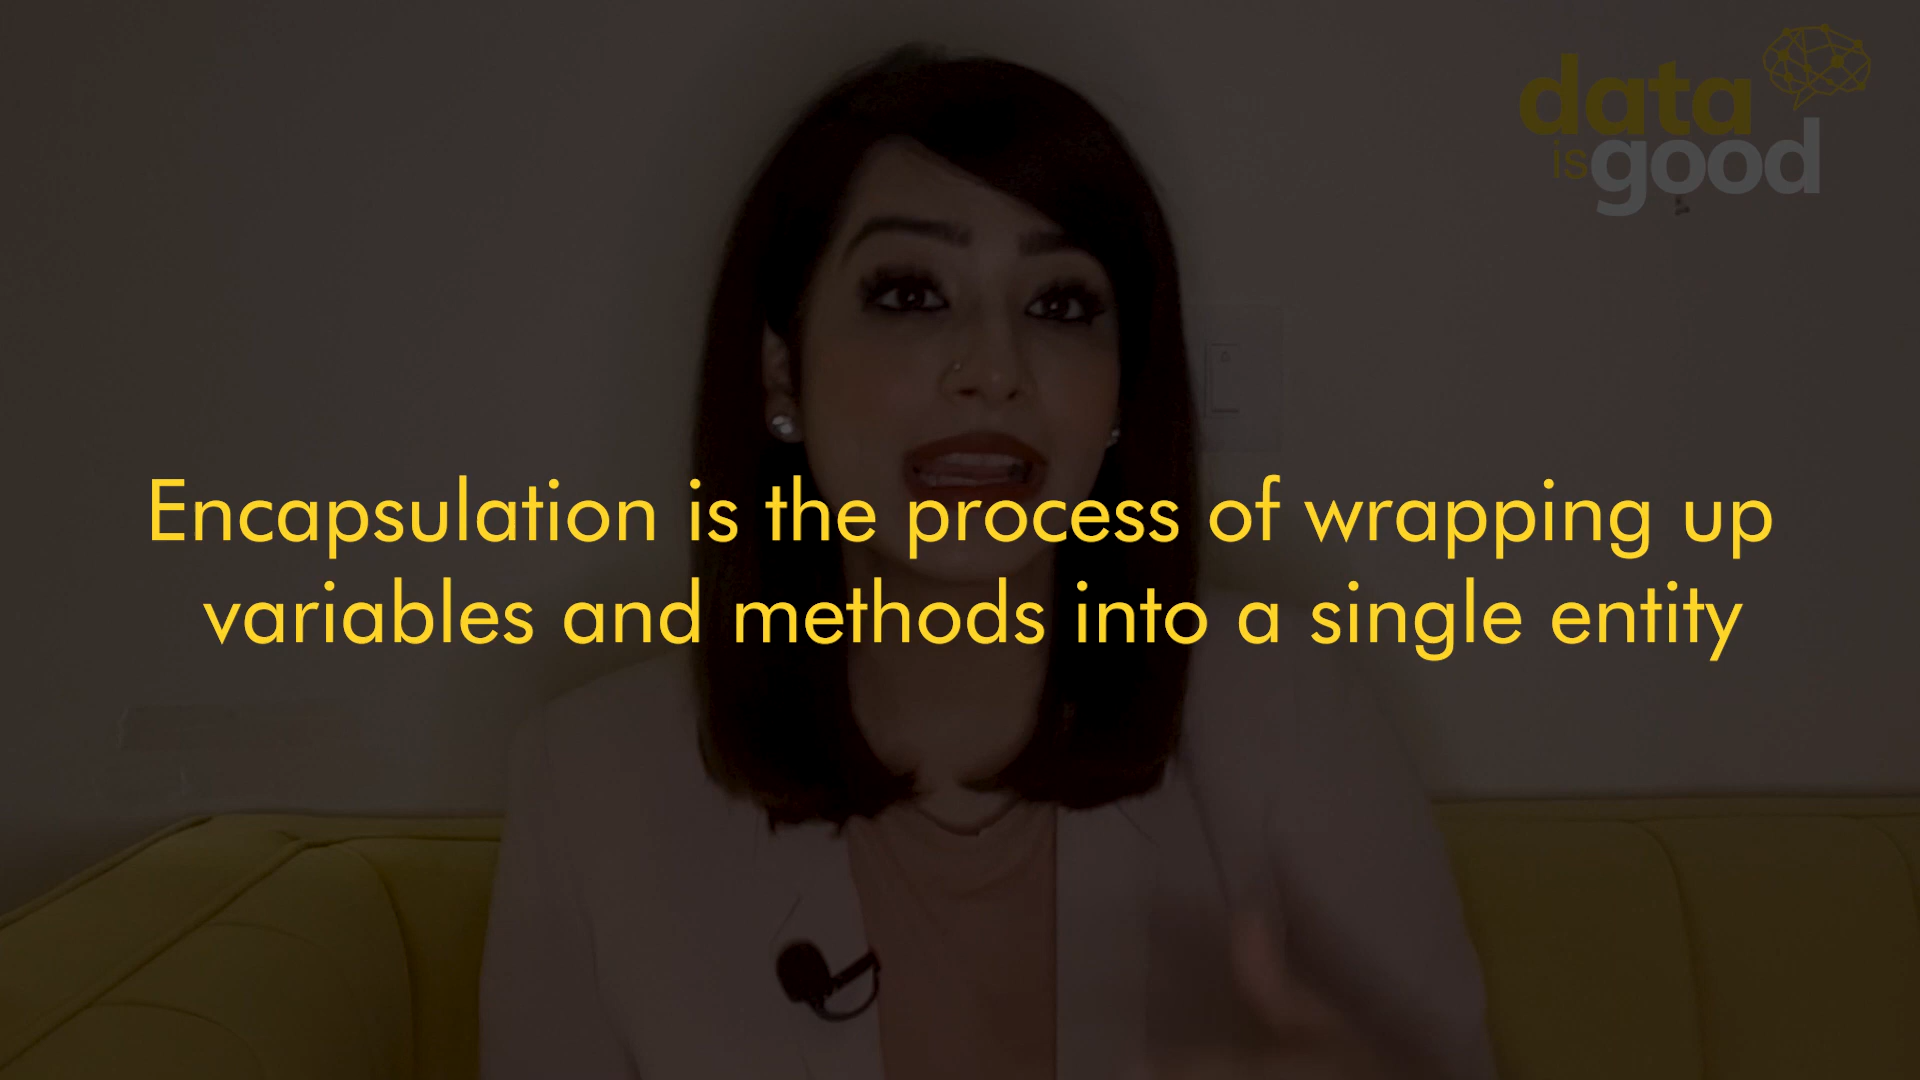 data
is good
Encapsulation is the process of wrapping up
variables and methods into a single entity